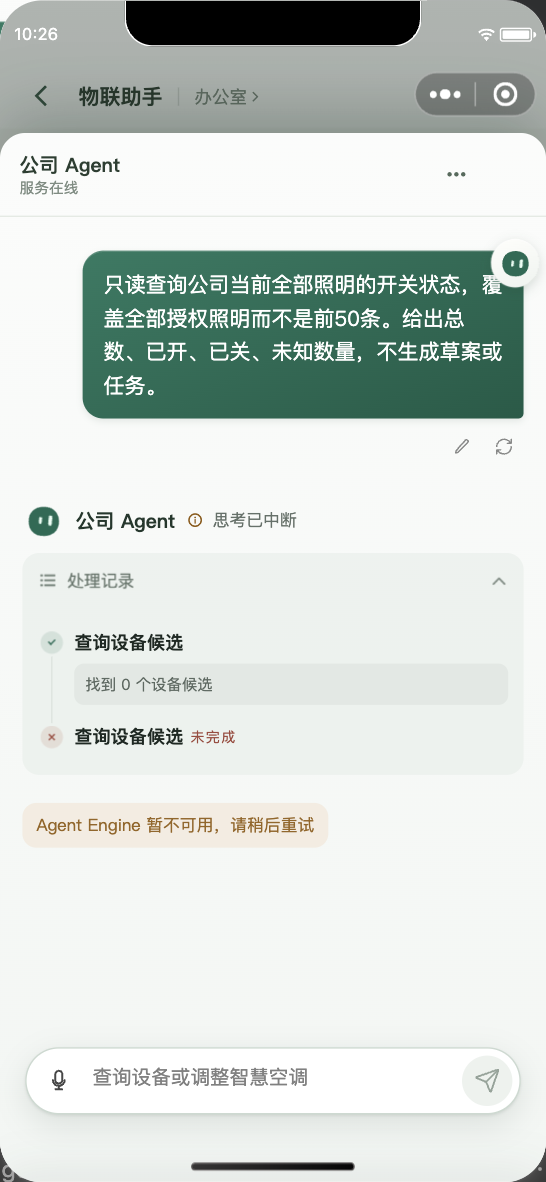 10:26
物联助手
办公室
公司 Agent
服务在线
只读查询公司当前全部照明的开关状态，覆
盖全部授权照明而不是前50条。给出总
数、已开、已关、未知数量，不生成草案或
任务。
公司 Agent 思考已中断
处理记录
查询设备候选
找到 0 个设备候选
查询设备候选 未完成
Agent Engine 暂不可用，请稍后重试
查询设备或调整智慧空调